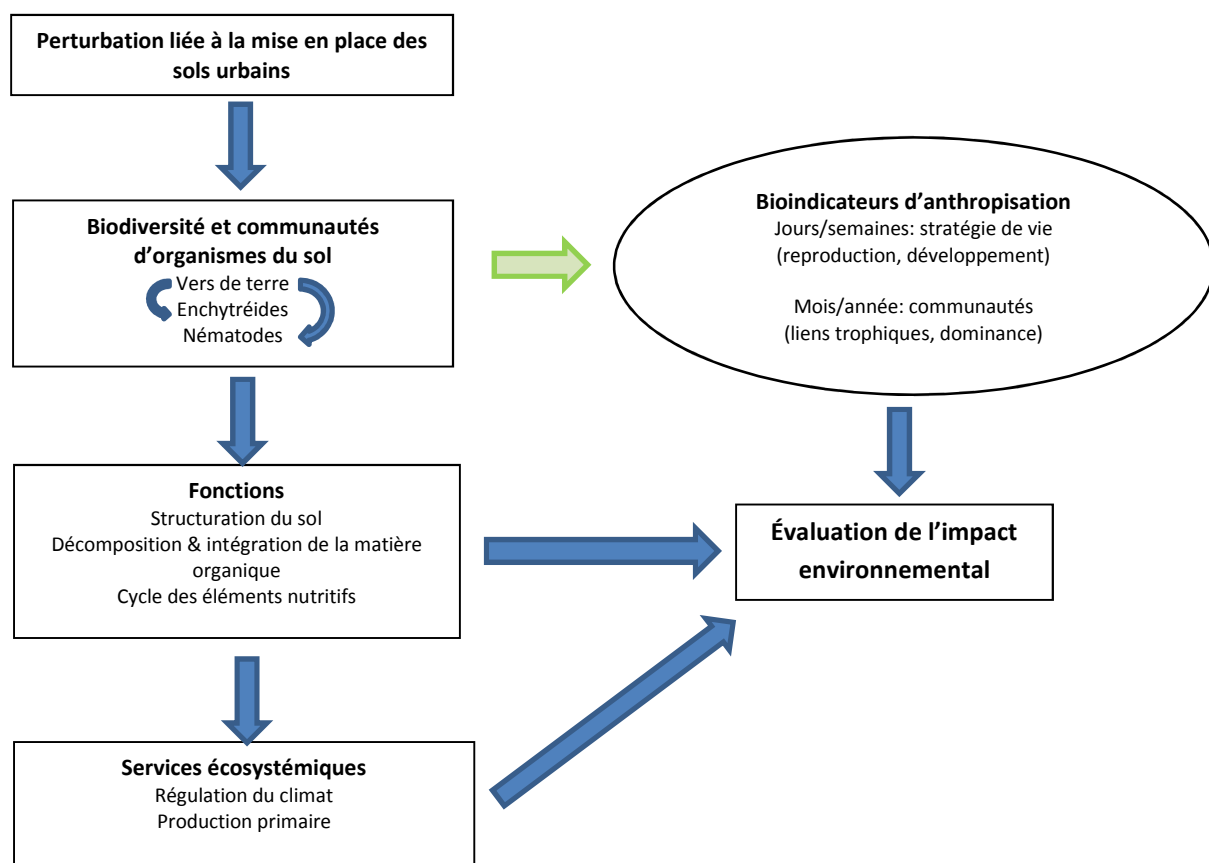 Perturbation liée à la mise en place des
sols urbains
Biodiversité et communautés
d’organismes du sol
Vers de terre
Enchytréides
Nématodes
Bioindicateurs d’anthropisation
Jours/semaines: stratégie de vie
(reproduction, développement)
Mois/année: communautés
(liens trophiques, dominance)
Fonctions
Structuration du sol
Décomposition & intégration de la matière
organique
Cycle des éléments nutritifs
Évaluation de l’impact
environnemental
Services écosystémiques
Régulation du climat
Production primaire